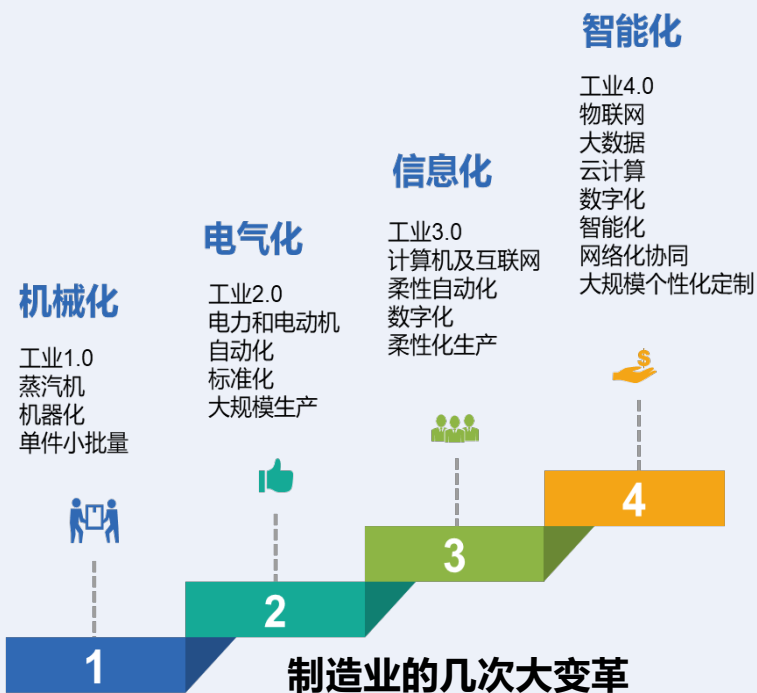 机械化
工业1.0
蒸汽机
机器化
单件小批量
1
电气化
工业2.0
电力和电动机
自动化
标准化
大规模生产
2
信息化
工业3.0
计算机及互联网
柔性自动化
数字化
柔性化生产
3
智能化
工业4.0
物联网
大数据
云计算
数字化
智能化
网络化协同
大规模个性化定制
$
4
制造业的几次大变革